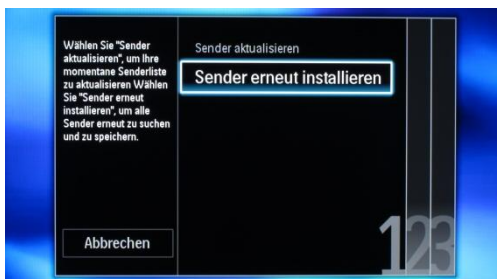 Wählen Sie "Sender
aktualisieren", um Ihre
momentane Senderliste
zu aktualisieren Wählen
Sie "Sender erneut
installieren", um alle
Sender erneut zu suchen
und zu speichern.
Abbrechen
Sender aktualisieren
Sender erneut installieren
123